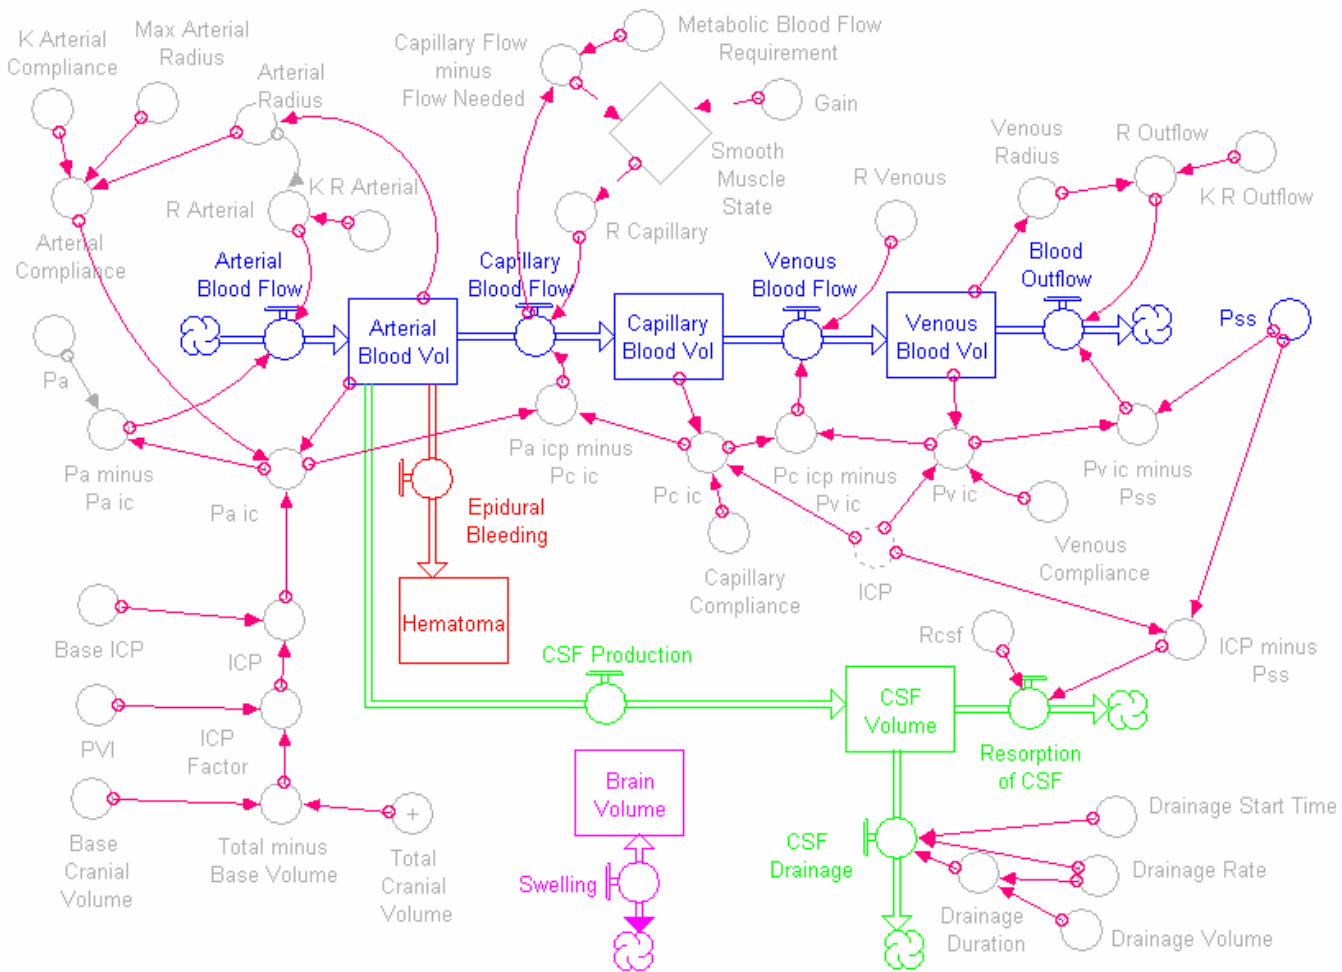 K Arterial
Compliance
Max Arterial
Radius
Arterial
Radius
Capillary Flow
minus
Flow Needed
Metabolic Blood Flow
Requirement
Gain
Smooth
Muscle
State
Venous
Radius
R Outflow
K R Outflow
R Venous
K R Arterial
R Arterial
R Capillary
Arterial
Compliance
Arterial
Blood Flow
Capillary
Blood Flow
Venous
Blood Flow
Blood
Outflow
Pss
Arterial
Blood Vol
Capillary
Blood Vol
Venous
Blood Vol
Pa
Pa minus
Pa ic
Pa ic
Pa icp minus
Pc ic
Pc ic
Pc icp minus
Pv ic
Pv ic
Pv ic minus
Pss
Epidural
Bleeding
Capillary
Compliance
ICP
Venous
Compliance
Hematoma
Base ICP
ICP
Rcsf
ICP minus
Pss
CSF Production
CSF
Volume
PVI
ICP
Factor
Resorption
of CSF
Brain
Volume
Base
Cranial
Volume
Total minus
Base Volume
+
Total
Cranial
Volume
Swelling
CSF
Drainage
Drainage Start Time
Drainage Rate
Drainage
Duration
Drainage Volume